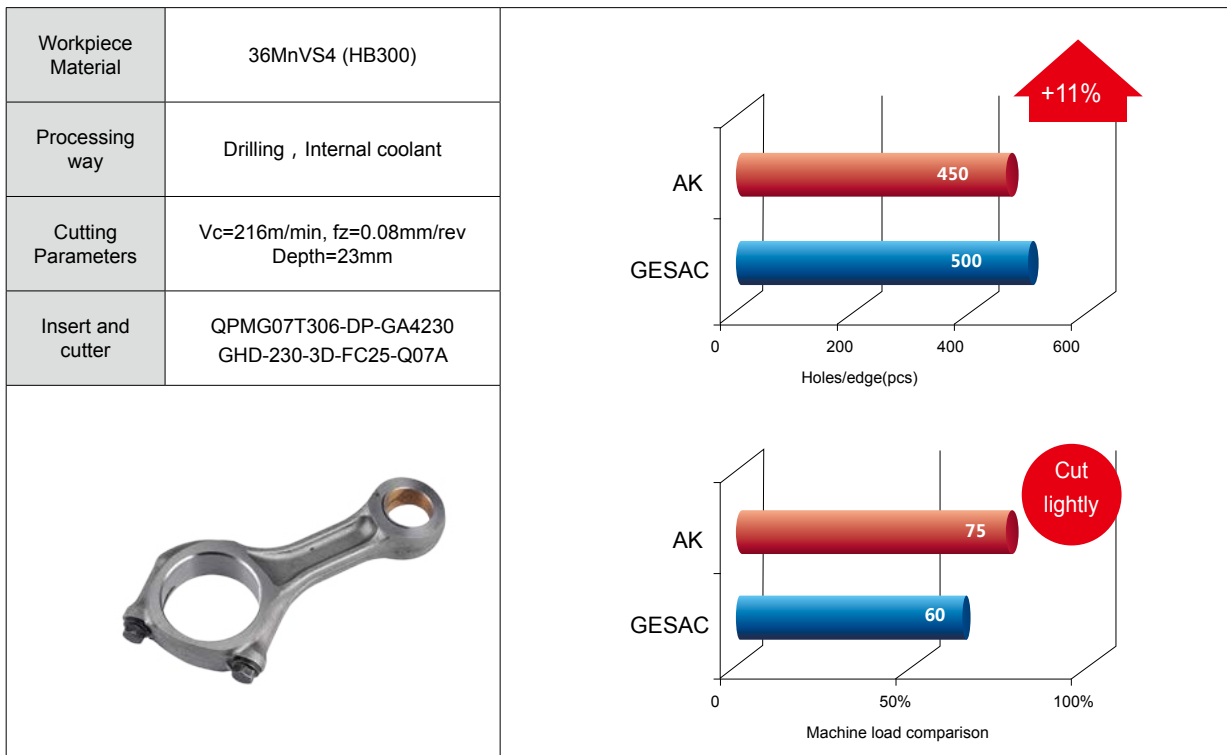 Workpiece
Material
36MnVS4 (HB300)
Processing
way
Drilling , Internal coolant
Cutting
Parameters
Vc=216m/min, fz=0.08mm/rev
Depth=23mm
Insert and
cutter
QPMG07T306-DP-GA4230
GHD-230-3D-FC25-Q07A
+11%
AK
450
GESAC
500
0
200
400
600
Holes/edge(pcs)
Cut
lightly
AK
75
GESAC
60
0
50%
100%
Machine load comparison